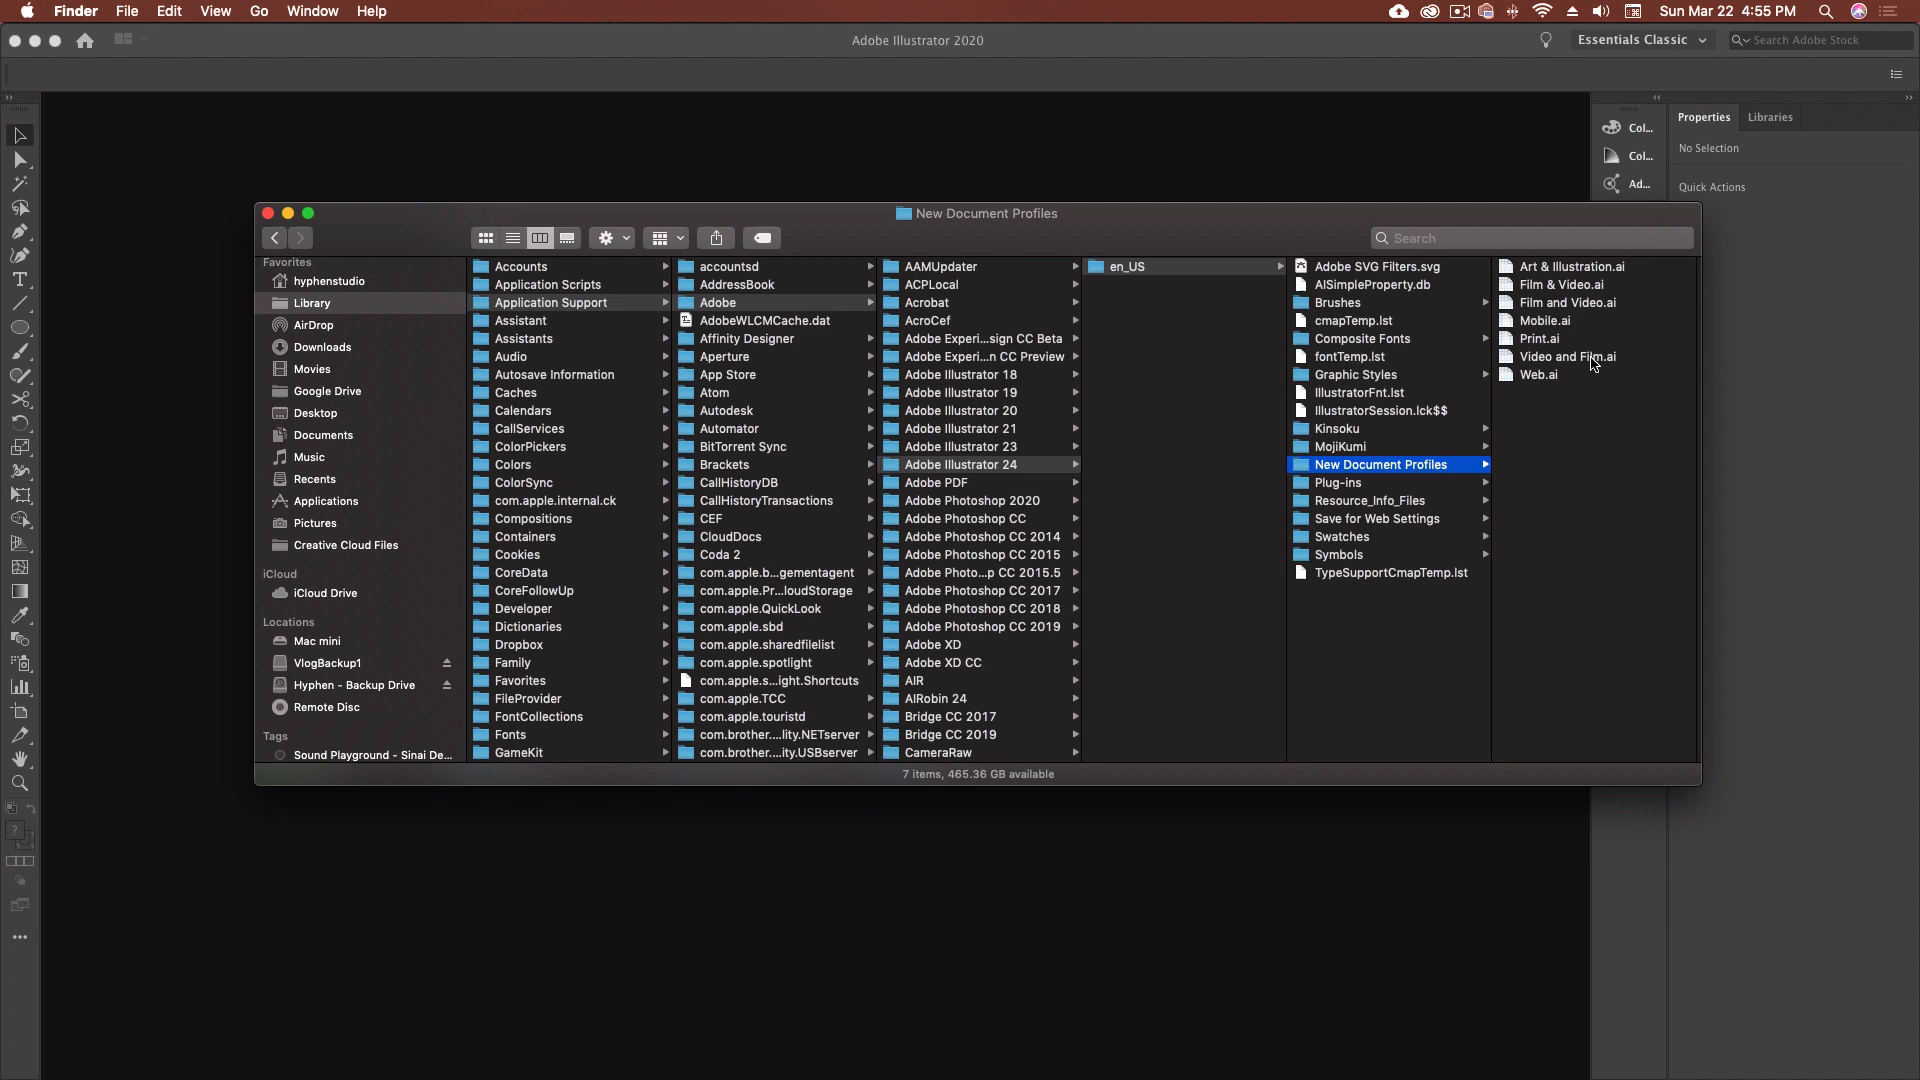 Finder File Edit View Go Window Help
Sun Mar 22 4:55 PM
Adobe Illustrator 2020
Essentials Classic
Search Adobe Stock
Col...
Col...
Ad...
Properties Libraries
No Selection
Quick Actions
New Document Profiles
Search
Favorites
hyphenstudio
Library
AirDrop
Downloads
Movies
Google Drive
Desktop
Documents
Music
Recents
Applications
Pictures
Creative Cloud Files
iCloud
iCloud Drive
Locations
Mac mini
VlogBackup1
Hyphen - Backup Drive
Remote Disc
Tags
Sound Playground - Sinai De...
Accounts
Application Scripts
Application Support
Assistant
Assistants
Audio
Autosave Information
Caches
Calendars
CallServices
ColorPickers
Colors
ColorSync
com.apple.internal.ck
Compositions
Containers
Cookies
CoreData
CoreFollowUp
Developer
Dictionaries
Dropbox
Family
Favorites
FileProvider
FontCollections
Fonts
GameKit
accountsd
AddressBook
Adobe
AdobeWLCMCache.dat
Affinity Designer
Aperture
App Store
Atom
Autodesk
Automator
BitTorrent Sync
Brackets
CallHistoryDB
CallHistoryTransactions
CEF
CloudDocs
Coda 2
com.apple.b...gementagent
com.apple.Pr...loudStorage
com.apple.QuickLook
com.apple.sbd
com.apple.sharedfilelist
com.apple.spotlight
com.apple.s...ight.Shortcuts
com.apple.TCC
com.apple.touristd
com.brother....lity.NETserver
com.brother....ity.USBserver
AAMUpdater
ACPLocal
Acrobat
AcroCef
Adobe Experi...sign CC Beta
Adobe Experi...n CC Preview
Adobe Illustrator 18
Adobe Illustrator 19
Adobe Illustrator 20
Adobe Illustrator 21
Adobe Illustrator 23
Adobe Illustrator 24
Adobe PDF
Adobe Photoshop 2020
Adobe Photoshop CC
Adobe Photoshop CC 2014
Adobe Photoshop CC 2015
Adobe Photo...p CC 2015.5
Adobe Photoshop CC 2017
Adobe Photoshop CC 2018
Adobe Photoshop CC 2019
Adobe XD
Adobe XD CC
AIR
AIRobin 24
Bridge CC 2017
Bridge CC 2019
CameraRaw
en_US
Adobe SVG Filters.svg
AISimpleProperty.db
Brushes
cmapTemp.lst
Composite Fonts
fontTemp.lst
Graphic Styles
IllustratorFnt.lst
IllustratorSession.lck$$
Kinsoku
MojiKumi
New Document Profiles
Plug-ins
Resource_Info_Files
Save for Web Settings
Swatches
Symbols
TypeSupportCmapTemp.lst
Art & Illustration.ai
Film & Video.ai
Film and Video.ai
Mobile.ai
Print.ai
Video and Film.ai
Web.ai
7 items, 465.36 GB available